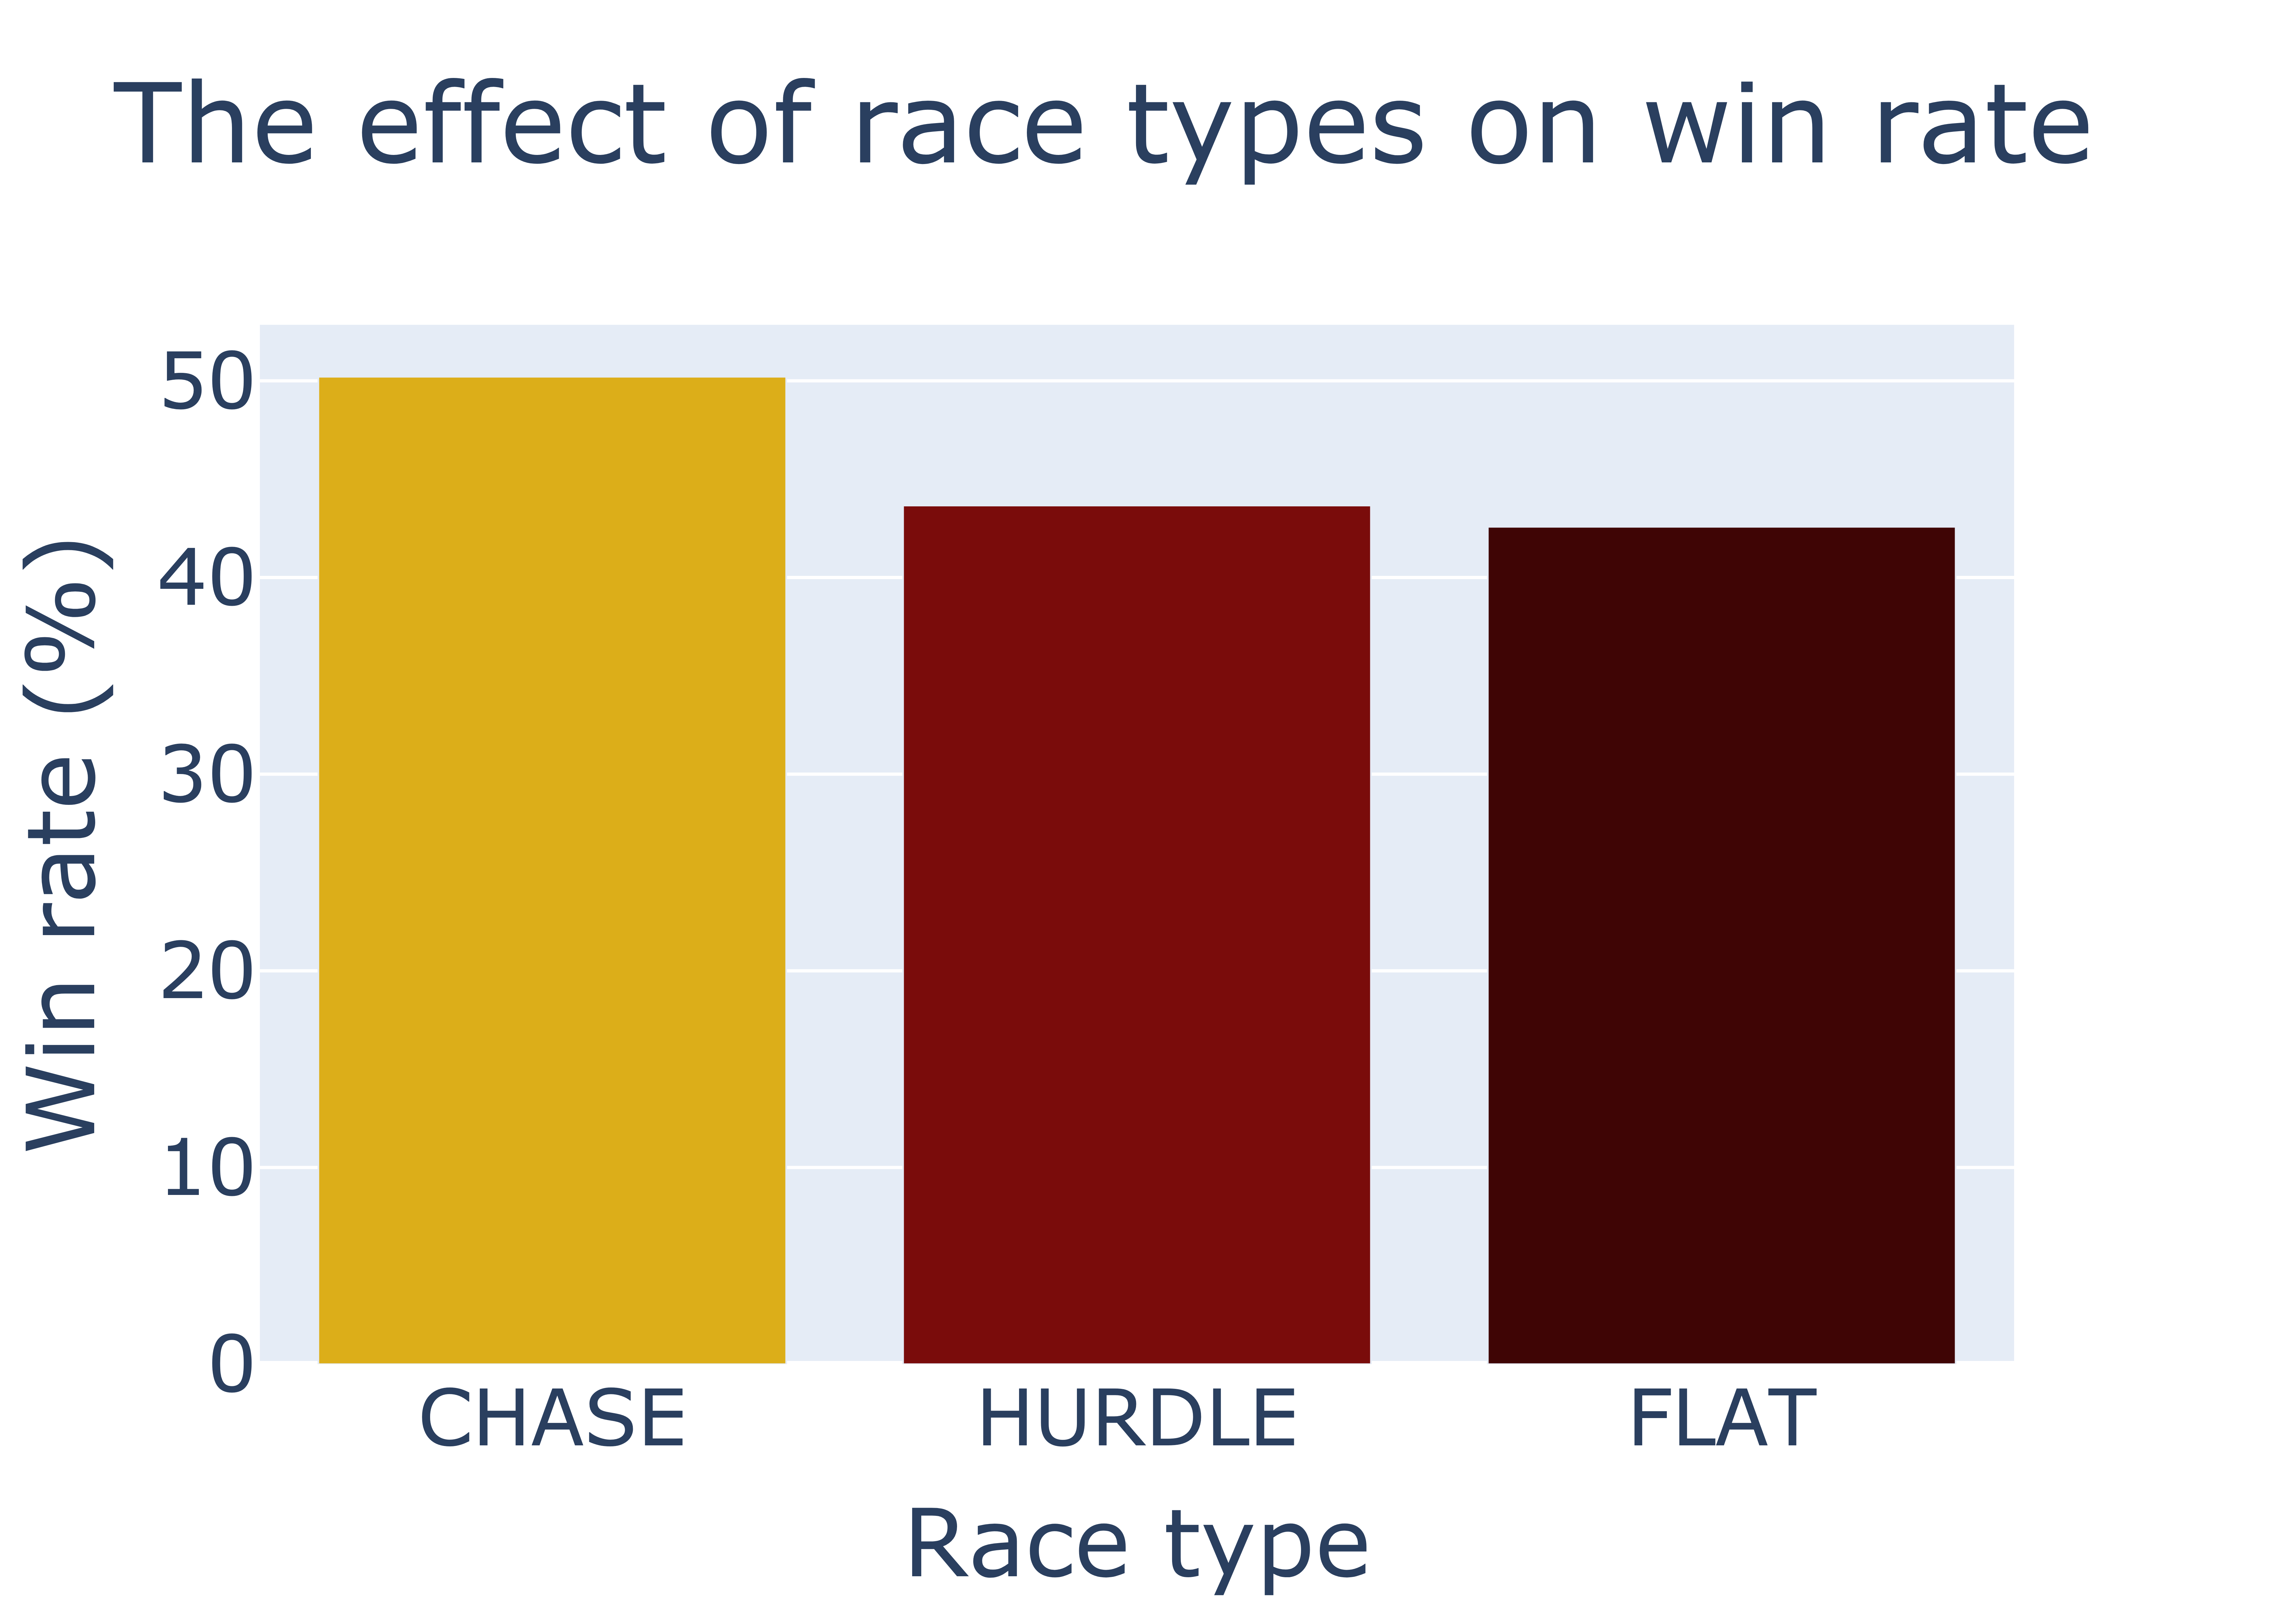 The effect of race types on win rate
Win rate (%)
50
40
30
20
10
0
CHASE HURDLE FLAT
Race type